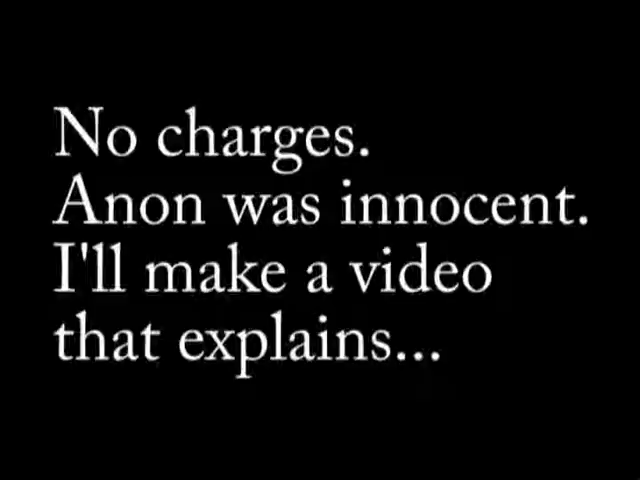 No charges.
Anon was innocent.
I'll make a video
that explains...